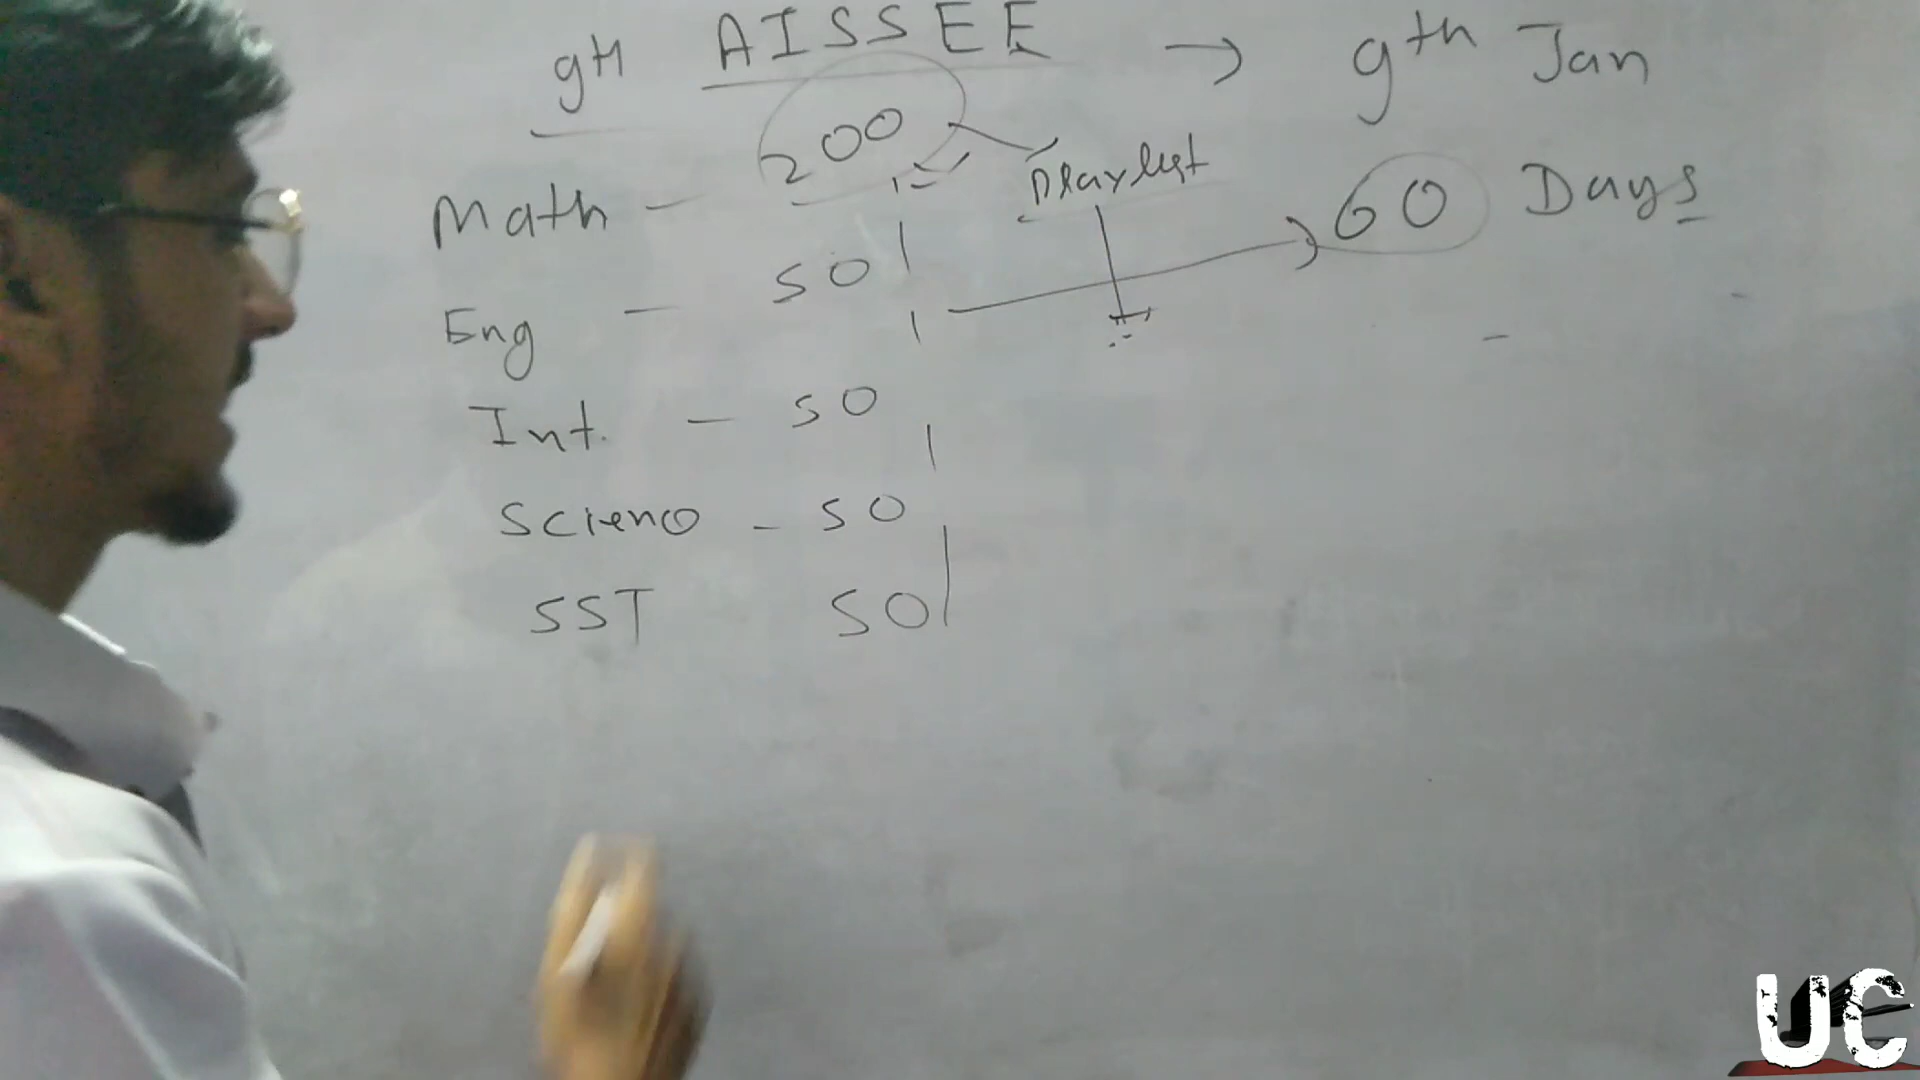 9th AISSEE → 9th Jan
Math - 200 Playlist 60 Days
Eng - 50
Int. - 50
Science - 50
SST 50
UC